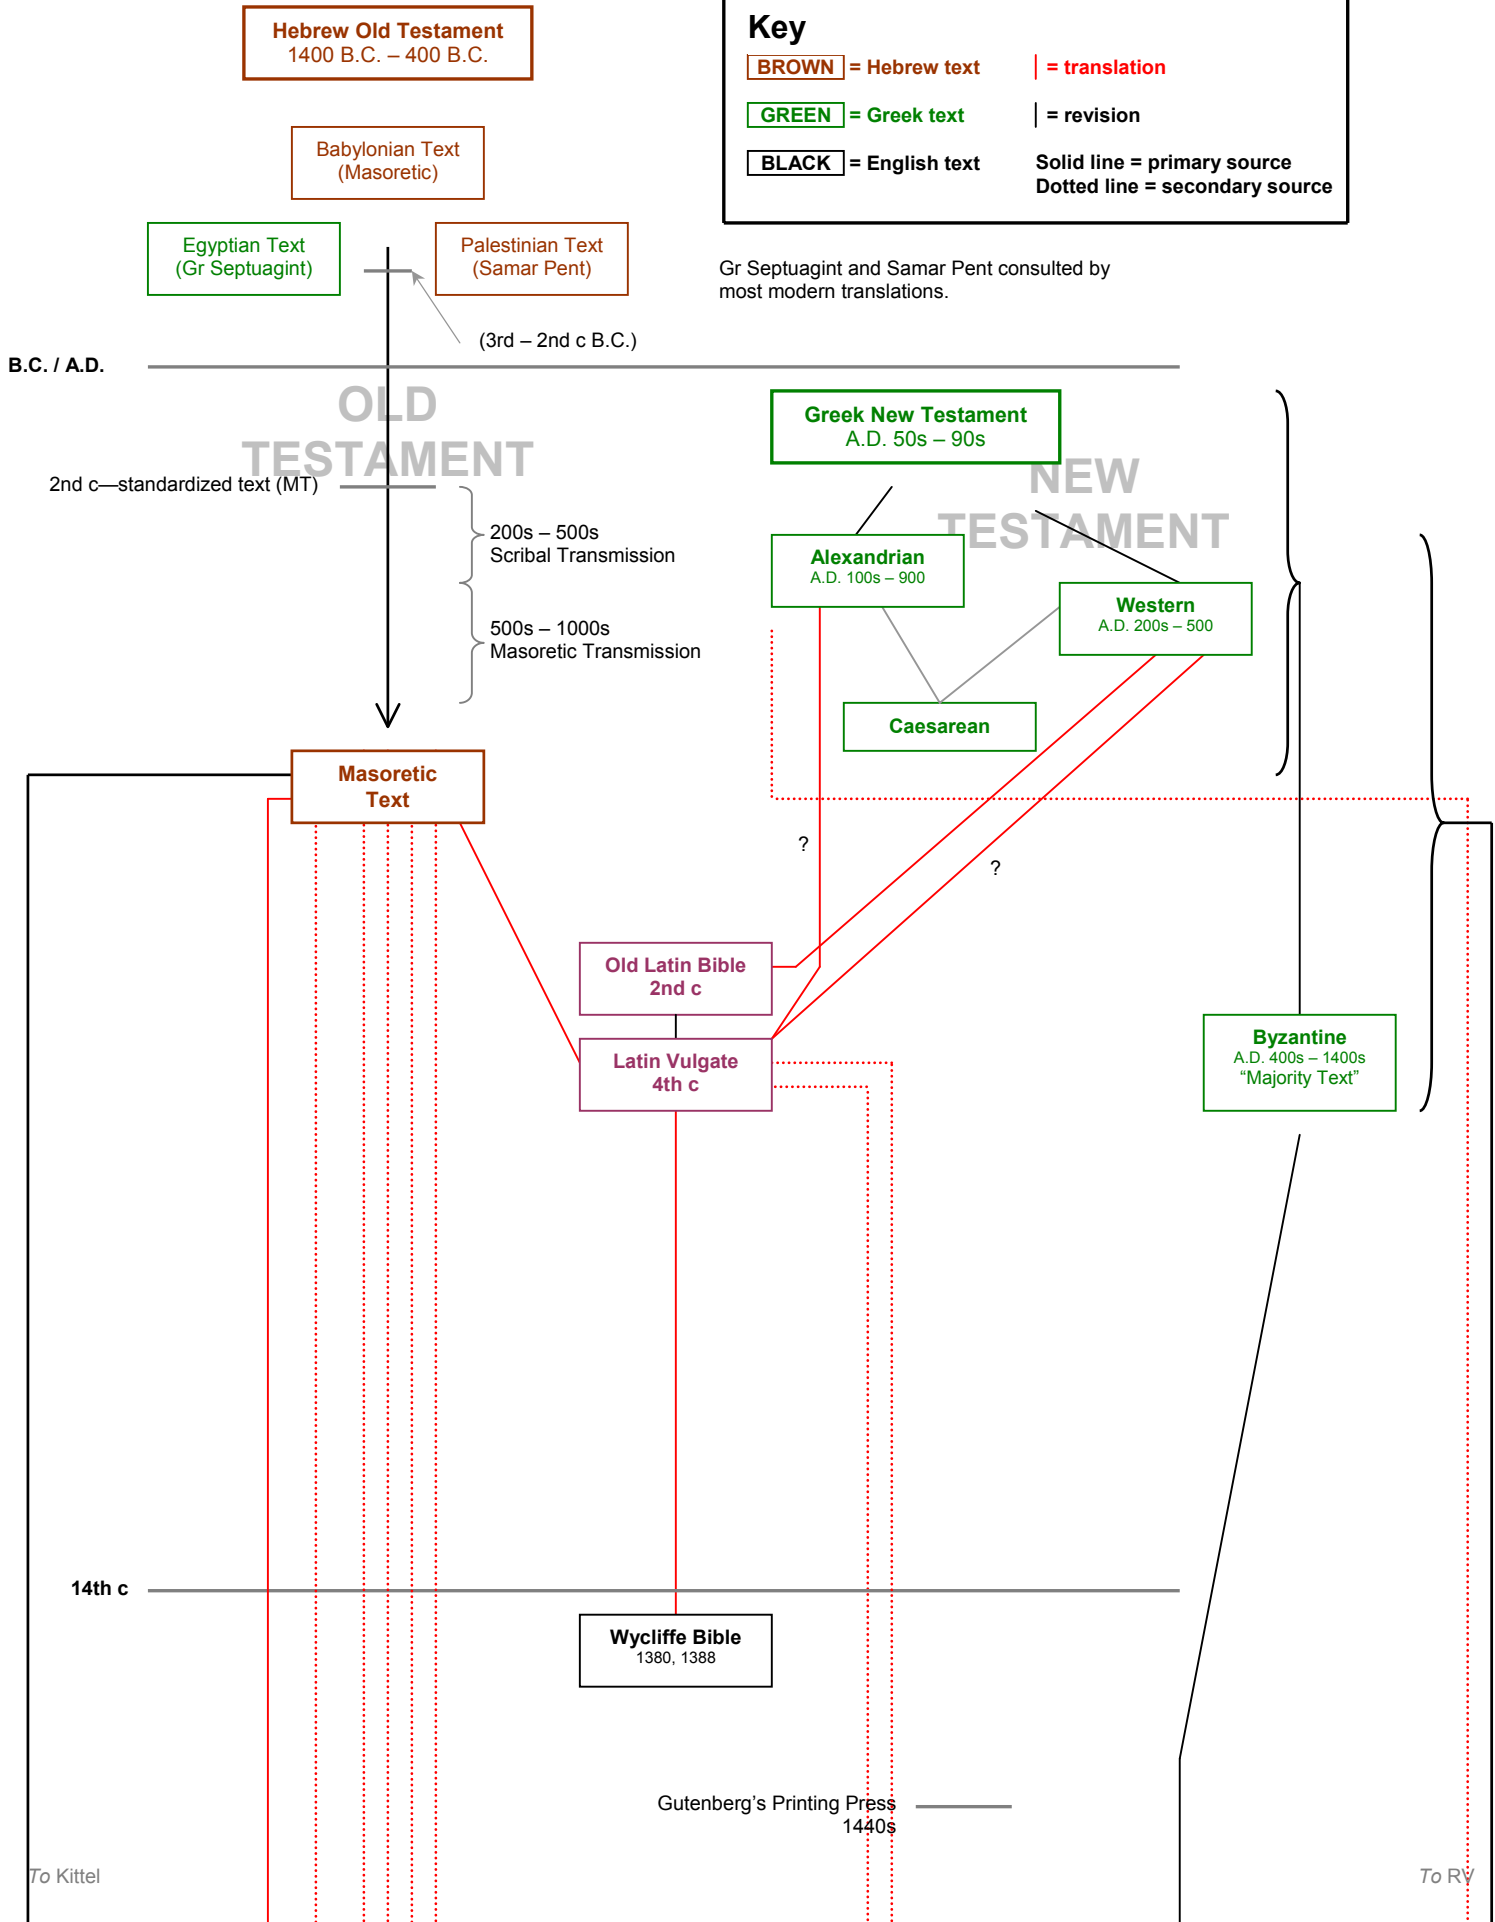 Hebrew Old Testament
1400 B.C. – 400 B.C.
Key
BROWN = Hebrew text
| = translation
GREEN = Greek text
| = revision
BLACK = English text
Solid line = primary source
Dotted line = secondary source
Babylonian Text
(Masoretic)
Egyptian Text
(Gr Septuagint)
Palestinian Text
(Samar Pent)
Gr Septuagint and Samar Pent consulted by
most modern translations.
(3rd – 2nd c B.C.)
B.C. / A.D.
OLD
TESTAMENT
Greek New Testament
A.D. 50s – 90s
NEW
TESTAMENT
2nd c—standardized text (MT)
200s – 500s
Scribal Transmission
500s – 1000s
Masoretic Transmission
Alexandrian
A.D. 100s – 900
Western
A.D. 200s – 500
Caesarean
Masoretic
Text
?
?
Old Latin Bible
2nd c
Latin Vulgate
4th c
Byzantine
A.D. 400s – 1400s
“Majority Text”
14th c
Wycliffe Bible
1380, 1388
Gutenberg’s Printing Press
1440s
To Kittel
To RV